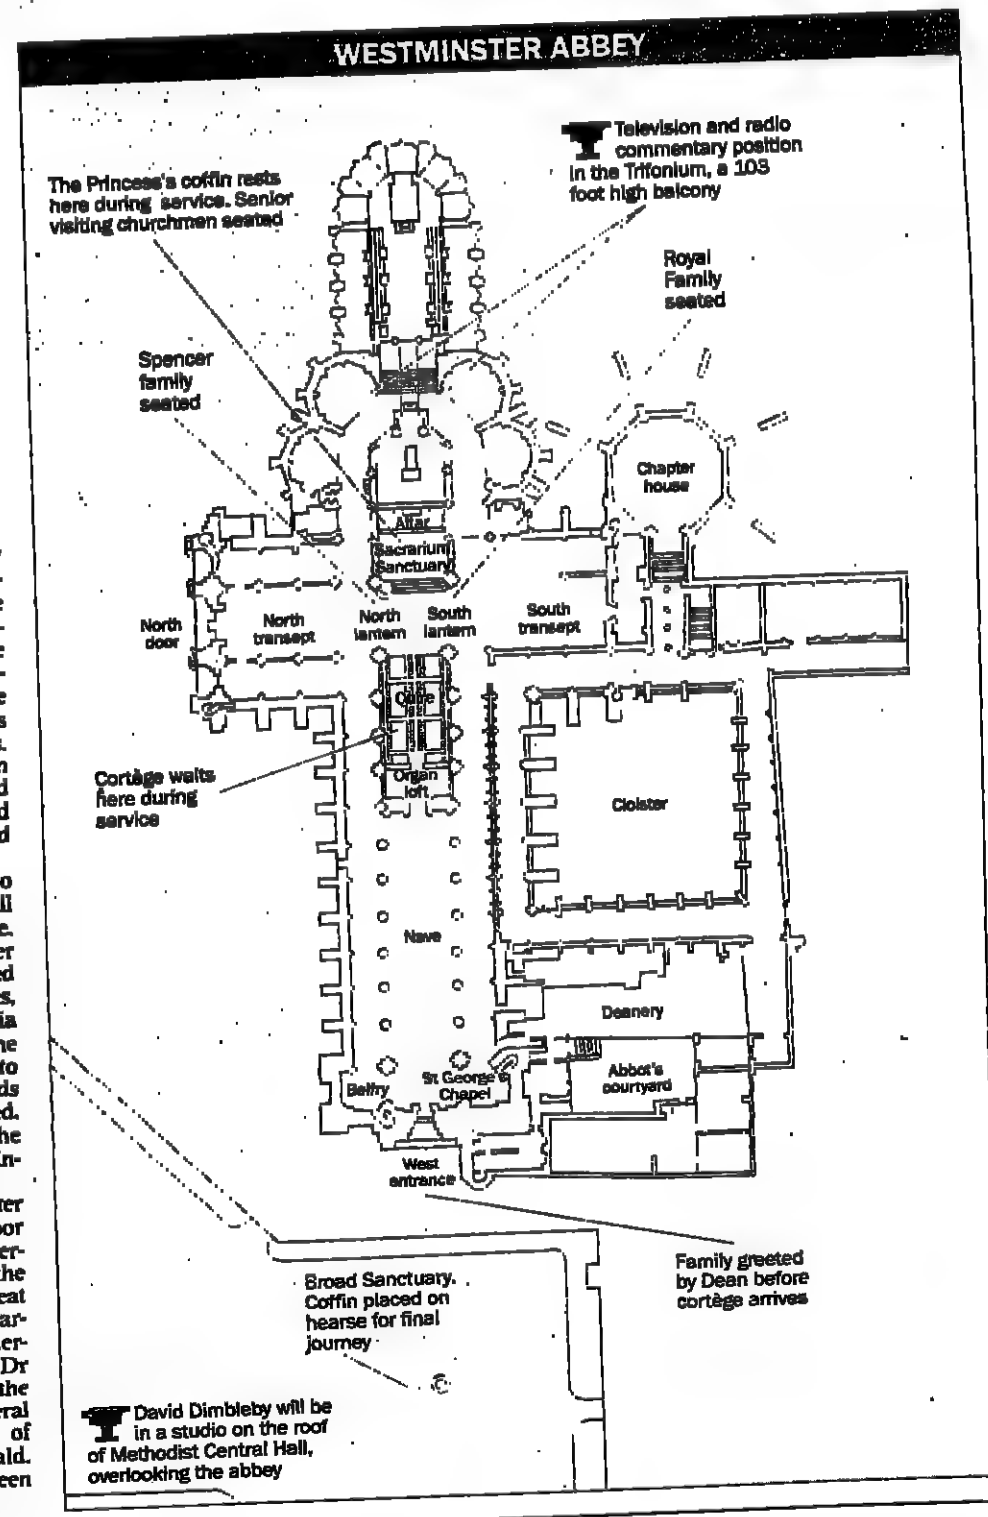 WESTMINSTER ABBEY
Television and radio
commentary position
in the Trifonium, a 103
foot high balcony
The Princess's coffin rests
here during service. Senior
visiting churchmen seated
Royal
Family
seated
Spencer
family
seated
Chapter
house
Altar
Sacrarium
Sanctuary
North
door
North
transept
North
lantern
South
lantern
South
transept
Quire
Cortège waits
here during
service
Organ
loft
Cloister
Nave
Deanery
Abbot's
courtyard
Belfry
St George's
Chapel
West
entrance
Family greeted
by Dean before
cortège arrives
Broad Sanctuary.
Coffin placed on
hearse for final
journey
David Dimbleby will be
in a studio on the roof
of Methodist Central Hall,
overlooking the abbey